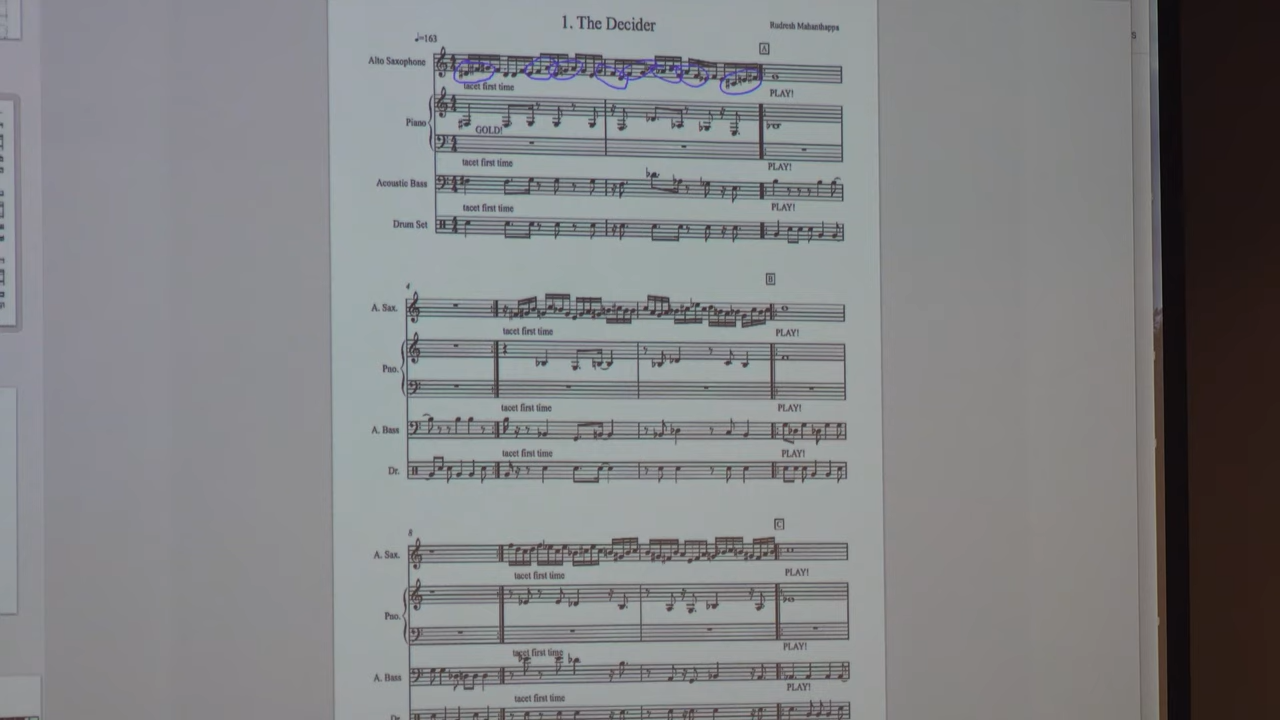 1. The Decider
Rudresh Mahanthappa
♩=163
A
Alto Saxophone
tacet first time
PLAY!
Piano
GOLD!
tacet first time
PLAY!
Acoustic Bass
tacet first time
PLAY!
Drum Set
4
B
A. Sax.
tacet first time
PLAY!
Pno.
tacet first time
PLAY!
A. Bass
tacet first time
PLAY!
Dr.
8
C
A. Sax.
tacet first time
PLAY!
Pno.
tacet first time
PLAY!
A. Bass
tacet first time
PLAY!
Dr.